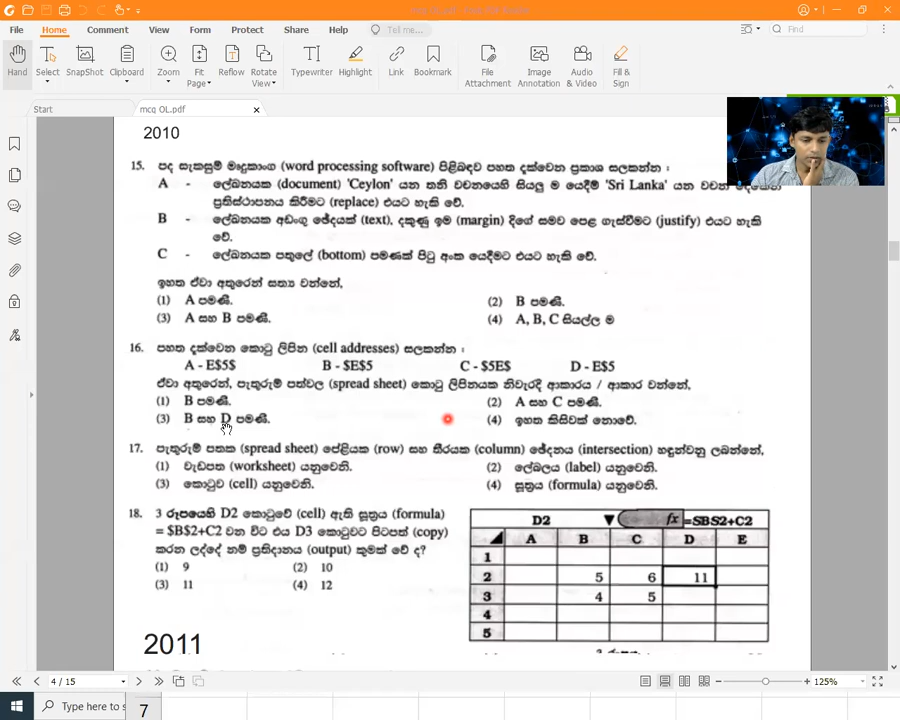 File Home Comment View Form Protect Share Help Tell me... Find
Hand Select SnapShot Clipboard Zoom Fit Page Reflow Rotate View Typewriter Highlight Link Bookmark File Attachment Image Annotation Audio & Video Fill & Sign
Start mcq OL.pdf
2010
15. පද සැකසුම් මෘදුකාංග (word processing software) පිළිබඳව පහත දැක්වෙන ප්‍රකාශ සලකන්න :
A - ලේඛනයක (document) 'Ceylon' යන තනි වචනයෙහි සියලු ම යෙදීම් 'Sri Lanka' යන වචන
ප්‍රතිස්ථාපනය කිරීමට (replace) එයට හැකි වේ.
B - ලේඛනයක අඩංගු ඡේදයක් (text), දකුණු ඉම (margin) දිගේ සමව පෙළ ගැස්වීමට (justify) එයට හැකි
වේ.
C - ලේඛනයක පතුලේ (bottom) පමණක් පිටු අංක යෙදීමට එයට හැකි වේ.
ඉහත ඒවා අතුරෙන් සත්‍ය වන්නේ,
(1) A පමණි. (2) B පමණි.
(3) A සහ B පමණි. (4) A, B, C සියල්ල ම
16. පහත දැක්වෙන කොටු ලිපින (cell addresses) සලකන්න :
A - E$5$ B - $E$5 C - $5E$ D - E$5
ඒවා අතුරෙන්, පැතුරුම් පත්වල (spread sheet) කොටු ලිපිනයක නිවැරදි ආකාරය / ආකාර වන්නේ,
(1) B පමණි. (2) A සහ C පමණි.
(3) B සහ D පමණි. (4) ඉහත කිසිවක් නොවේ.
17. පැතුරුම් පතක (spread sheet) පේළියක (row) සහ තීරයක (column) ඡේදනය (intersection) හඳුන්වනු ලබන්නේ,
(1) වැඩපත (worksheet) යනුවෙනි. (2) ලේබලය (label) යනුවෙනි.
(3) කොටුව (cell) යනුවෙනි. (4) සූත්‍රය (formula) යනුවෙනි.
18. 3 රූපයෙහි D2 කොටුවේ (cell) ඇති සූත්‍රය (formula)
= $B$2+C2 වන විට එය D3 කොටුවට පිටපත් (copy)
කරන ලද්දේ නම් ප්‍රතිදානය (output) කුමක් වේ ද?
(1) 9 (2) 10
(3) 11 (4) 12
D2 fx =$B$2+C2
A B C D E
1
2 5 6 11
3 4 5
4
5
2011
4 / 15 125%
Type here to s 7